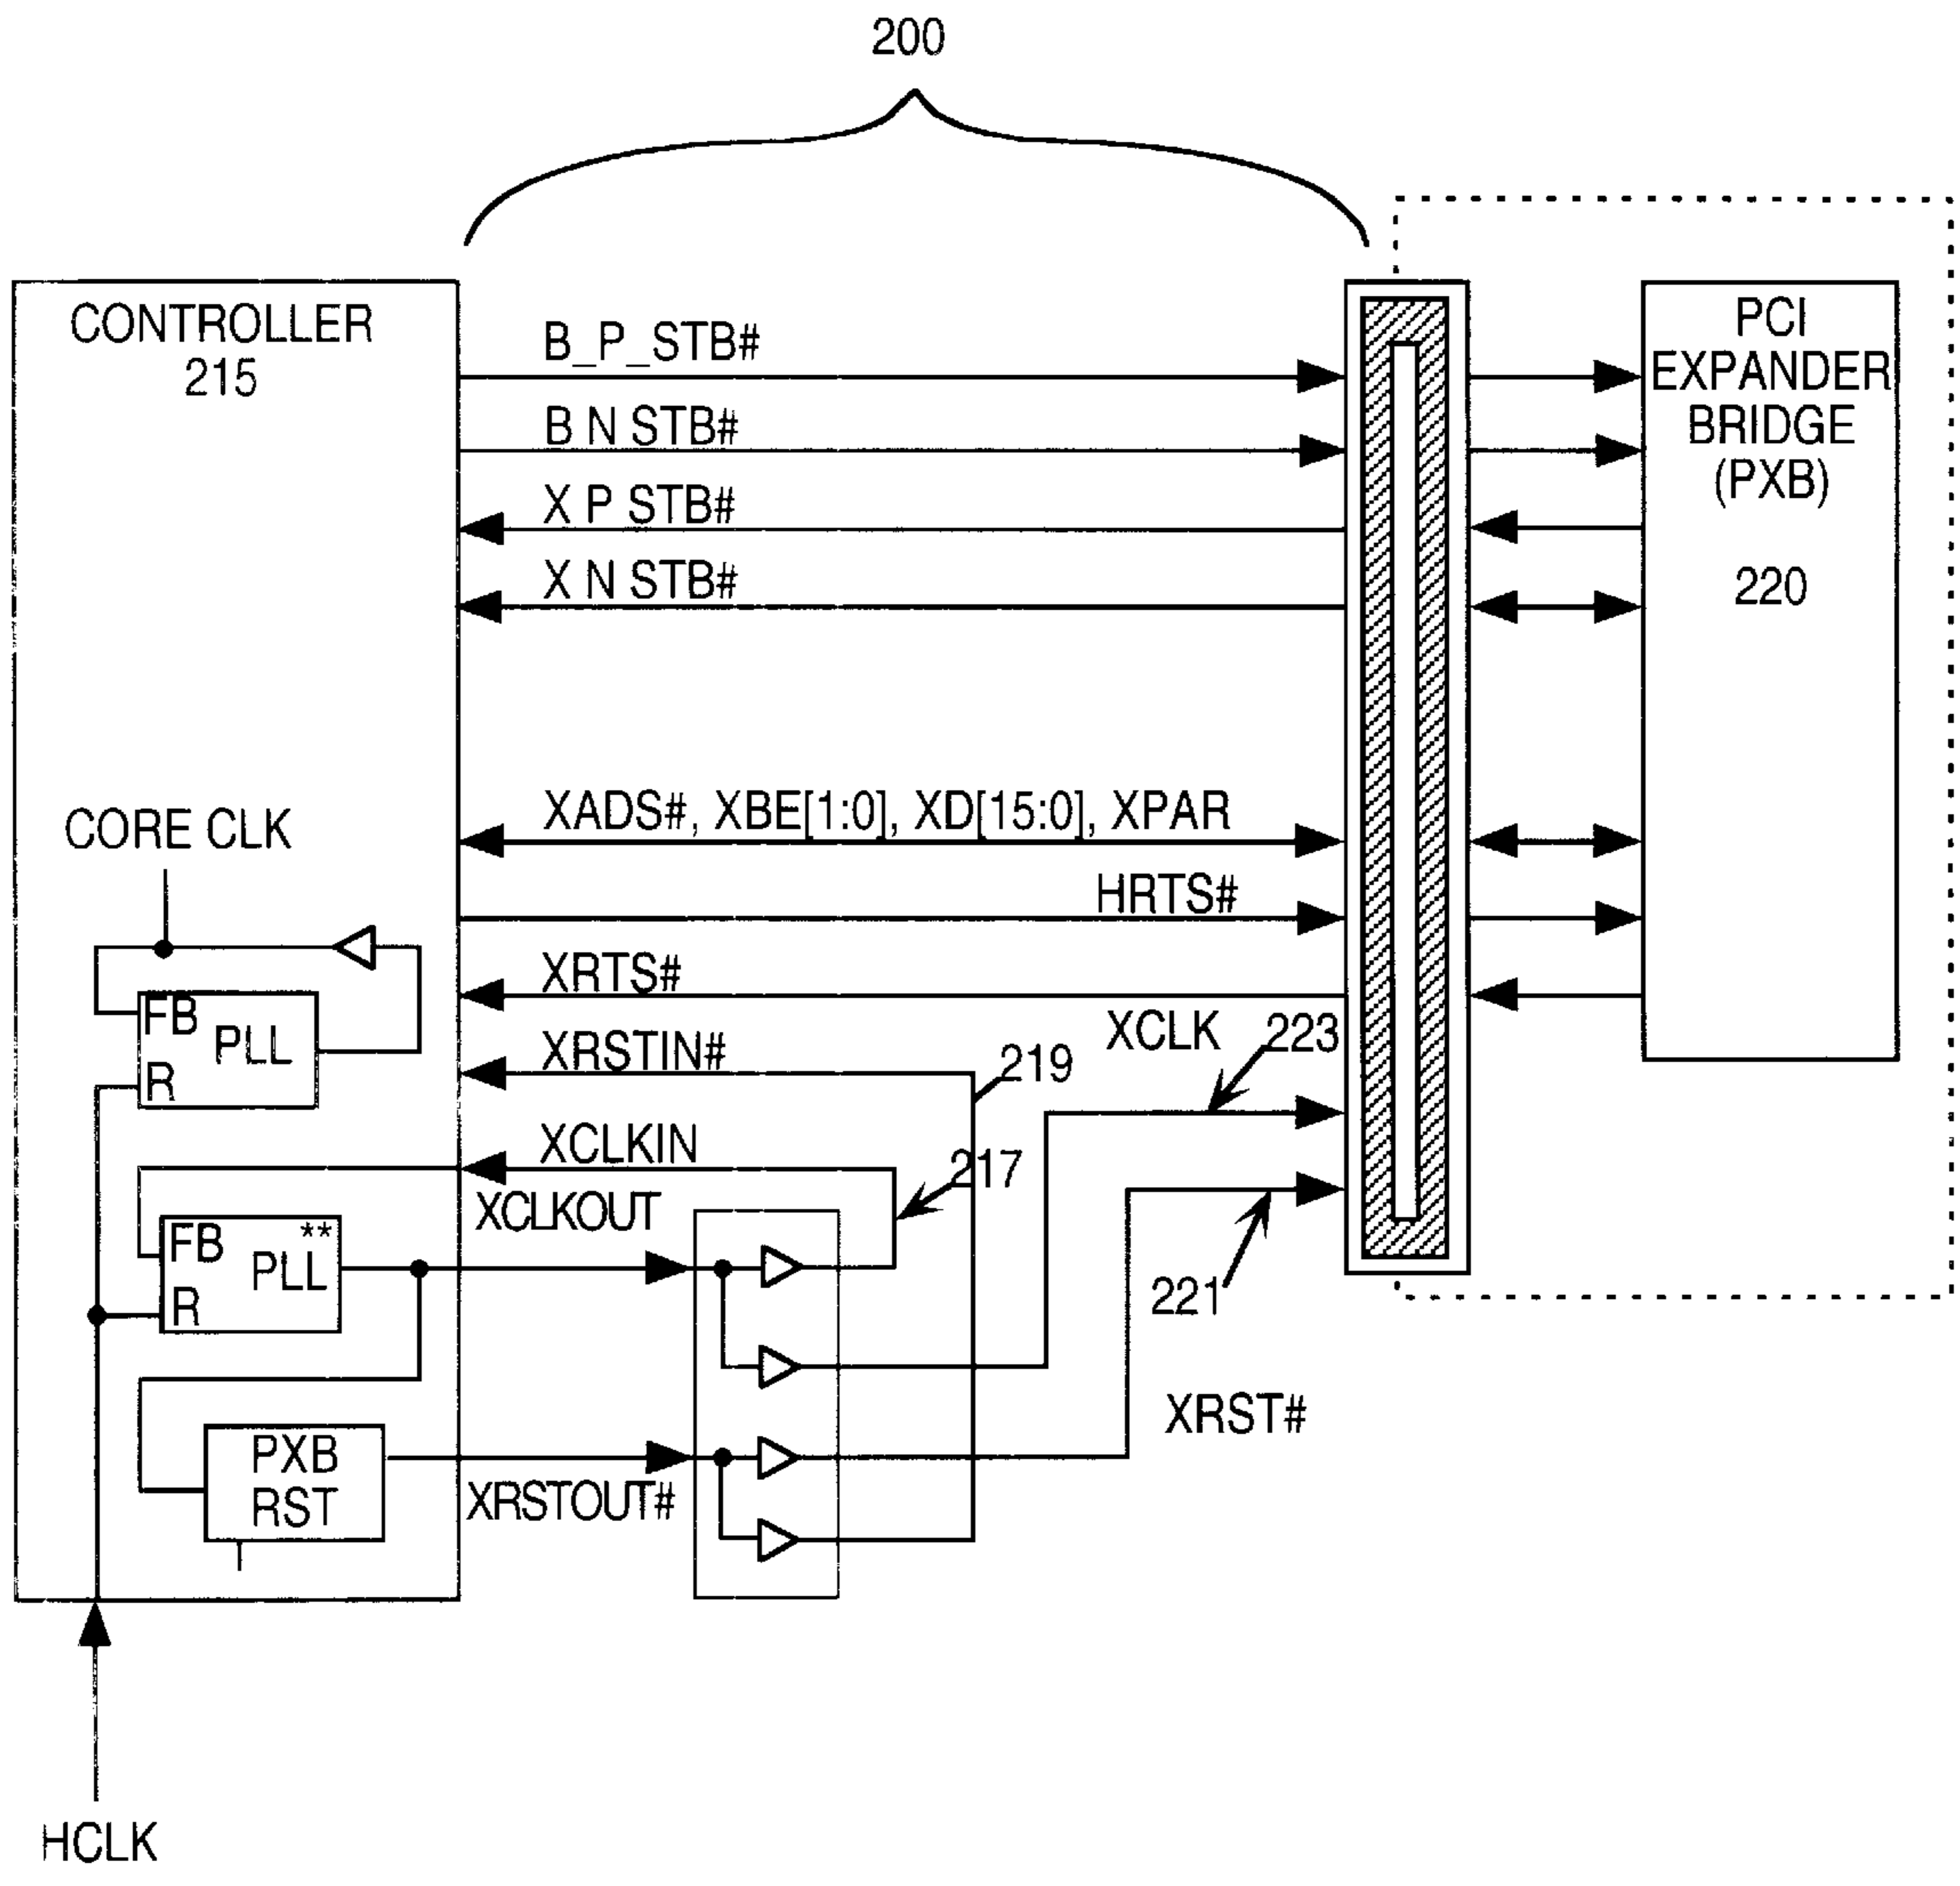 200
CONTROLLER
215
PCI
EXPANDER
BRIDGE
(PXB)
220
B_P_STB#
B N STB#
X P STB#
X N STB#
XADS#, XBE[1:0], XD[15:0], XPAR
HRTS#
XRTS#
XCLK
223
XRSTIN#
219
XCLKIN
217
XCLKOUT
221
XRST#
XRSTOUT#
CORE CLK
FB
PLL
R
FB
**
PLL
R
PXB
RST
HCLK